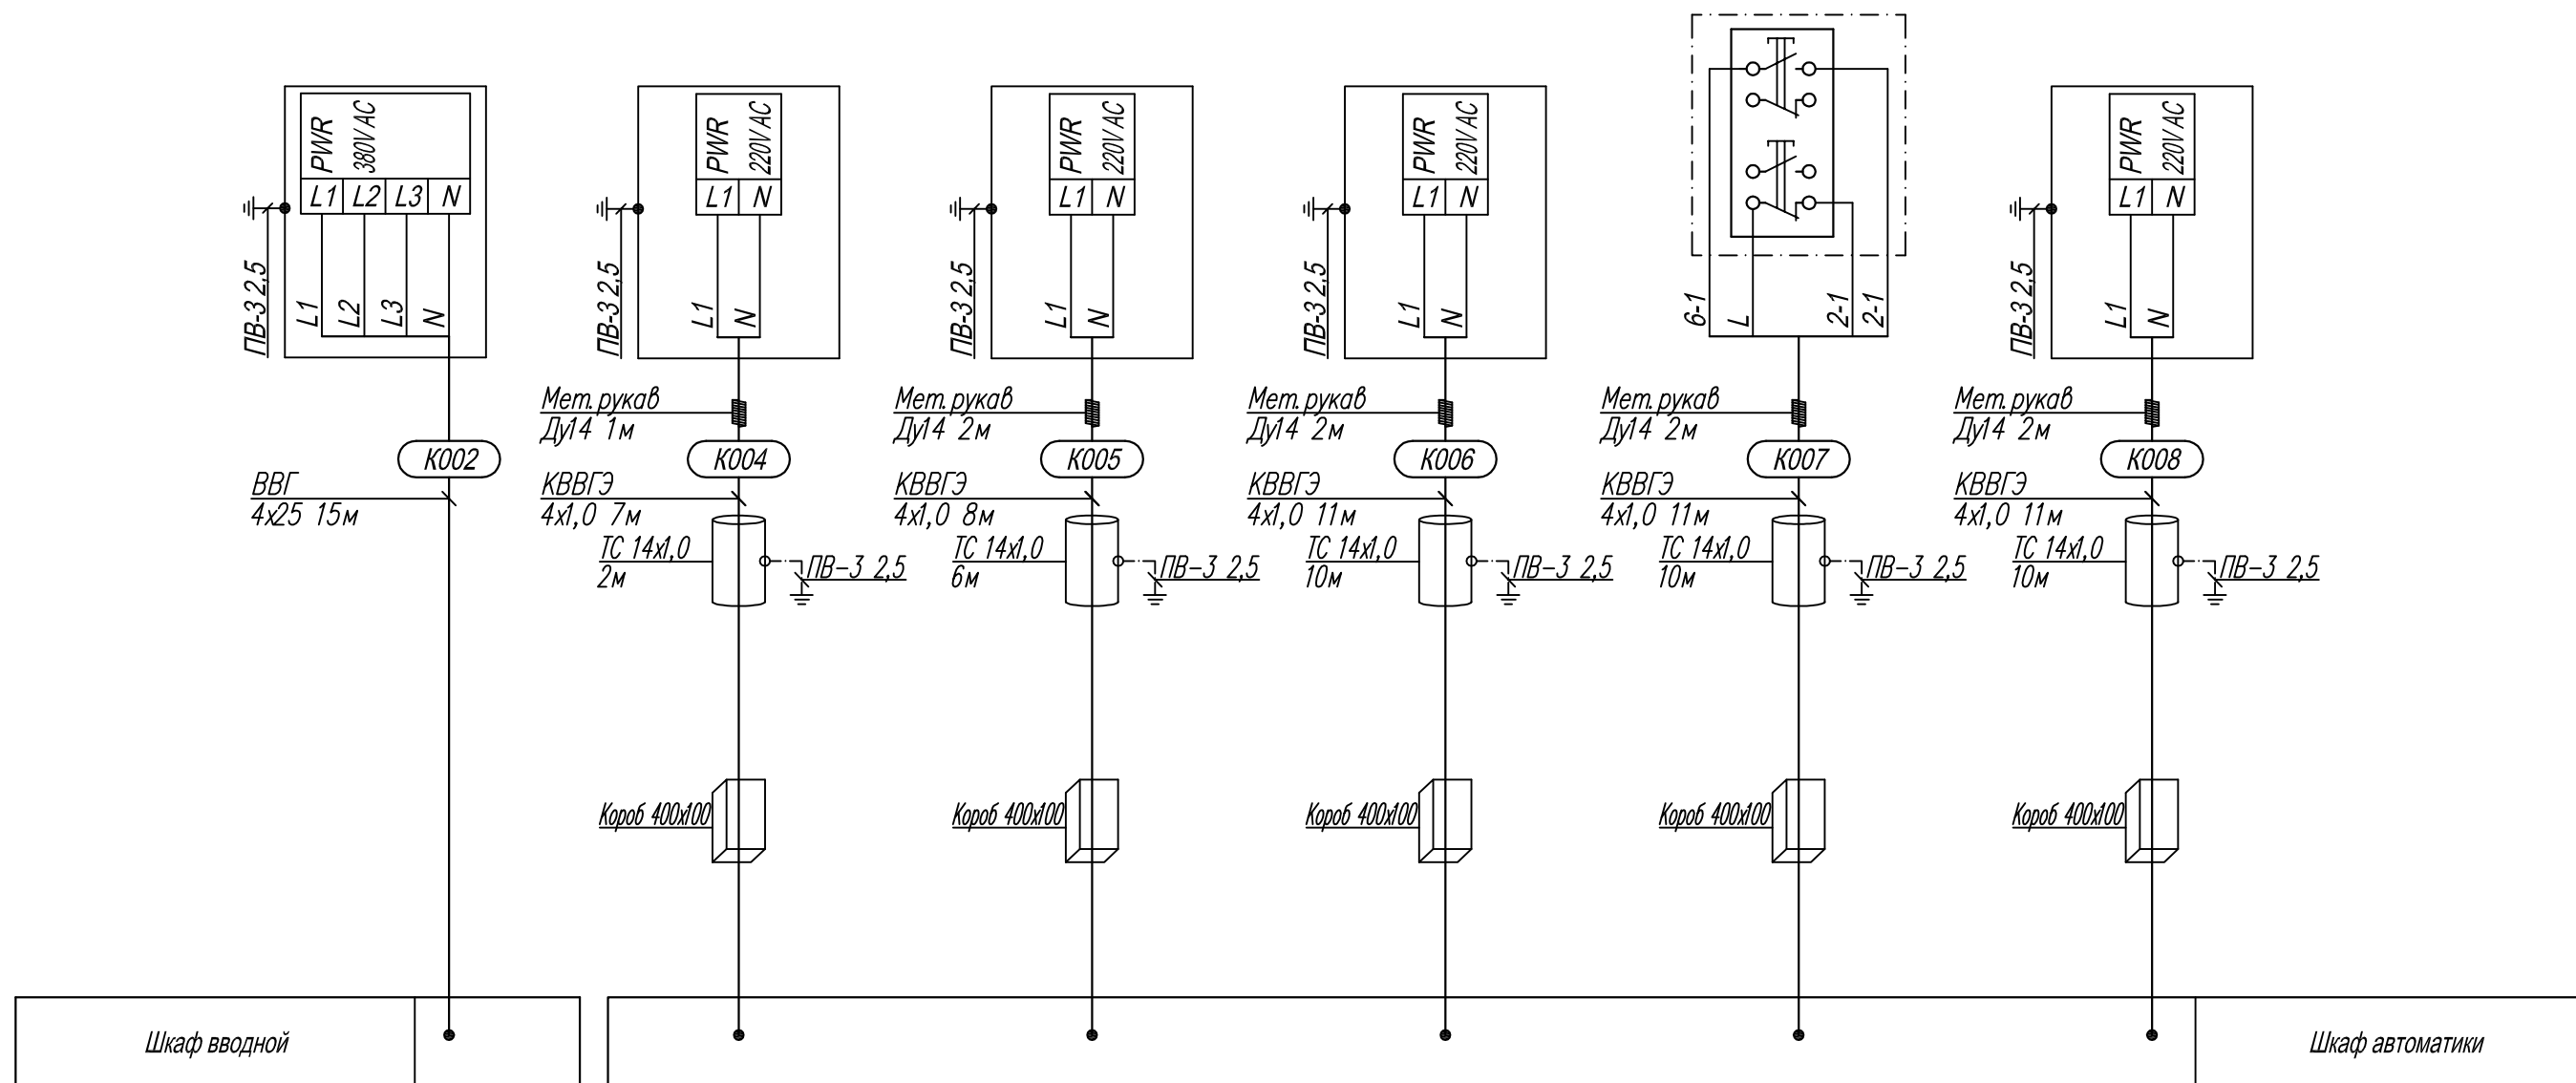 PWR
380V AC
L1 L2 L3 N
ПВ-3 2,5
L1
L2
L3
N
K002
ВВГ
4х25 15м
PWR
220V AC
L1 N
ПВ-3 2,5
L1
N
Мет. рукав
Ду14 1м
K004
КВВГЭ
4х1,0 7м
ТС 14х1,0
2м
ПВ-3 2,5
Короб 400х100
PWR
220V AC
L1 N
ПВ-3 2,5
L1
N
Мет. рукав
Ду14 2м
K005
КВВГЭ
4х1,0 8м
ТС 14х1,0
6м
ПВ-3 2,5
Короб 400х100
PWR
220V AC
L1 N
ПВ-3 2,5
L1
N
Мет. рукав
Ду14 2м
K006
КВВГЭ
4х1,0 11м
ТС 14х1,0
10м
ПВ-3 2,5
Короб 400х100
6-1
L
2-1
2-1
Мет. рукав
Ду14 2м
K007
КВВГЭ
4х1,0 11м
ТС 14х1,0
10м
ПВ-3 2,5
Короб 400х100
PWR
220V AC
L1 N
ПВ-3 2,5
L1
N
Мет. рукав
Ду14 2м
K008
КВВГЭ
4х1,0 11м
ТС 14х1,0
10м
ПВ-3 2,5
Короб 400х100
Шкаф вводной
Шкаф автоматики